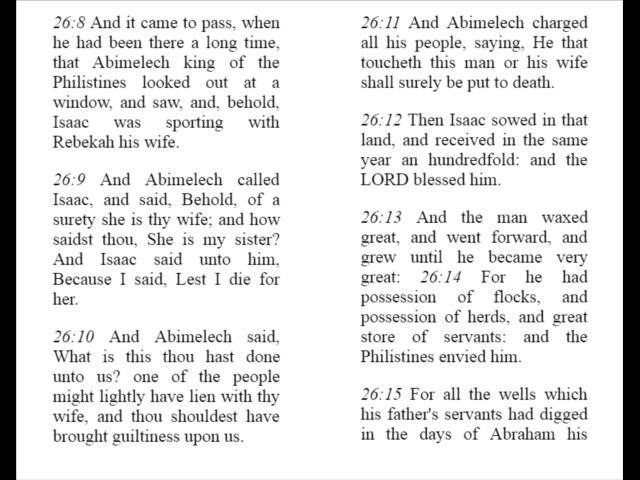 26:8 And it came to pass, when
he had been there a long time,
that Abimelech king of the
Philistines looked out at a
window, and saw, and, behold,
Isaac was sporting with
Rebekah his wife.
26:9 And Abimelech called
Isaac, and said, Behold, of a
surety she is thy wife; and how
saidst thou, She is my sister?
And Isaac said unto him,
Because I said, Lest I die for
her.
26:10 And Abimelech said,
What is this thou hast done
unto us? one of the people
might lightly have lien with thy
wife, and thou shouldest have
brought guiltiness upon us.
26:11 And Abimelech charged
all his people, saying, He that
toucheth this man or his wife
shall surely be put to death.
26:12 Then Isaac sowed in that
land, and received in the same
year an hundredfold: and the
LORD blessed him.
26:13 And the man waxed
great, and went forward, and
grew until he became very
great: 26:14 For he had
possession of flocks, and
possession of herds, and great
store of servants: and the
Philistines envied him.
26:15 For all the wells which
his father's servants had digged
in the days of Abraham his